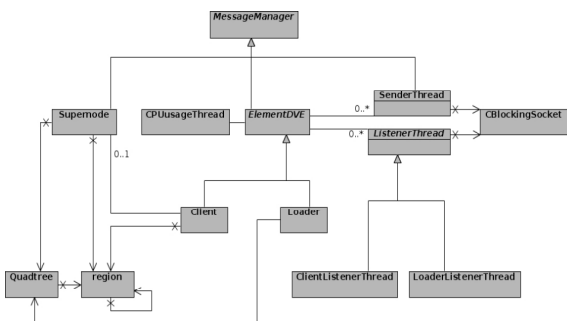 MessageManager
SenderThread
Supernode
CPUusageThread
ElementDVE
0..*
CBlockingSocket
0..*
ListenerThread
0..1
Client
Loader
Quadtree
region
ClientListenerThread
LoaderListenerThread